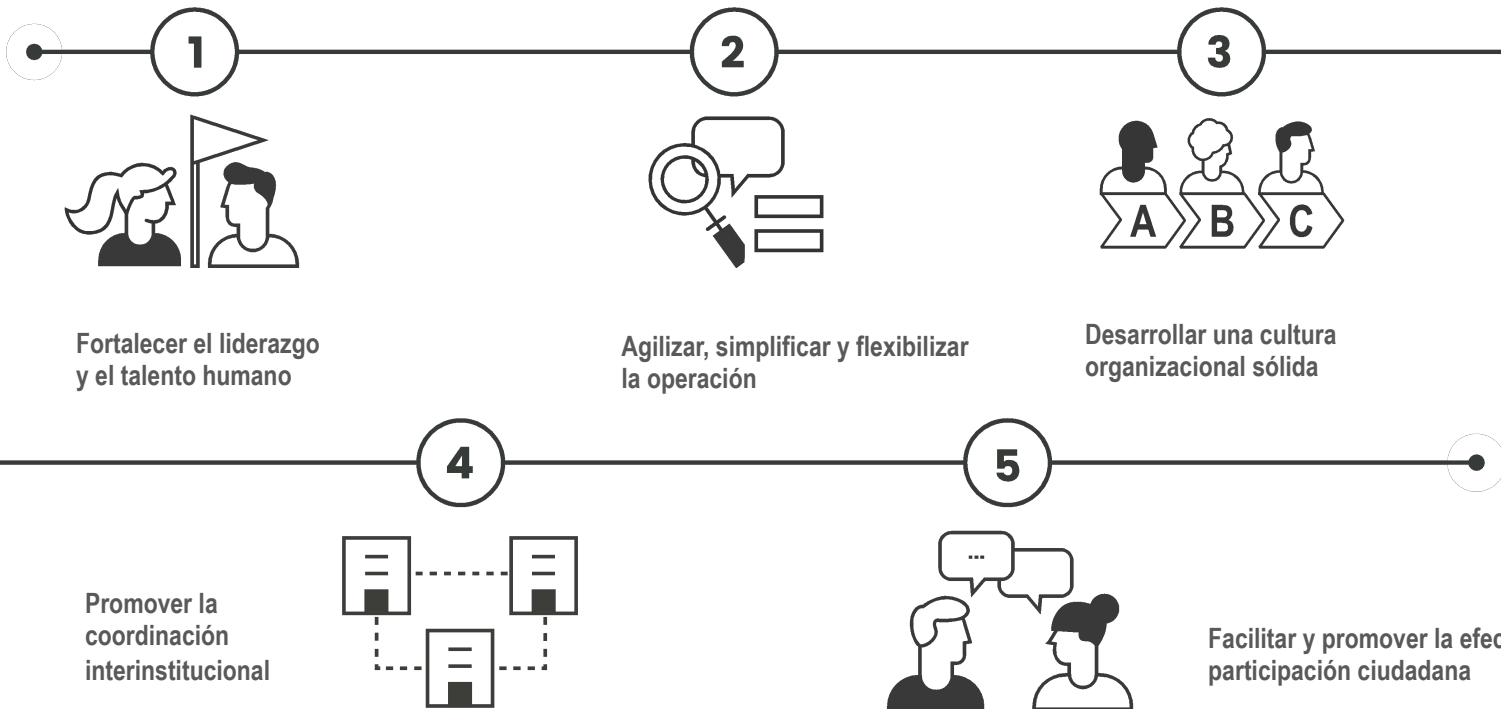 1
2
3
A B C
Fortalecer el liderazgo
y el talento humano
Agilizar, simplificar y flexibilizar
la operación
Desarrollar una cultura
organizacional sólida
4
5
...
Promover la
coordinación
interinstitucional
Facilitar y promover la
participación ciudadana